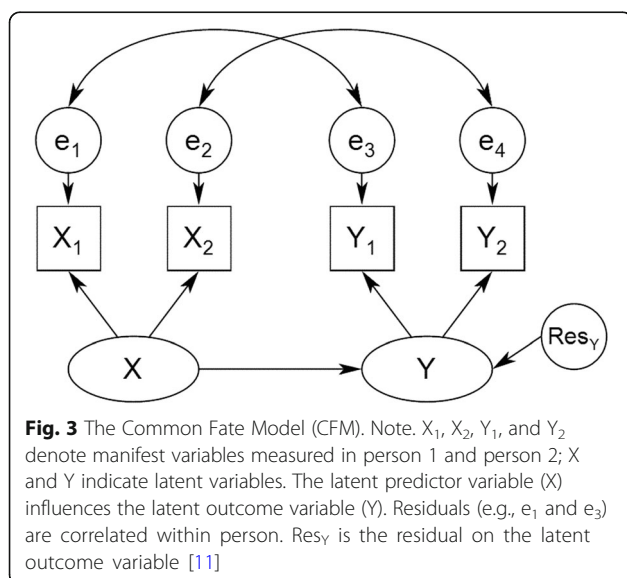 e₁ e₂ e₃ e₄
X₁ X₂ Y₁ Y₂
X Y Res_Y
Fig. 3 The Common Fate Model (CFM). Note. X₁, X₂, Y₁, and Y₂
denote manifest variables measured in person 1 and person 2; X
and Y indicate latent variables. The latent predictor variable (X)
influences the latent outcome variable (Y). Residuals (e.g., e₁ and e₃)
are correlated within person. Res_Y is the residual on the latent
outcome variable [11]